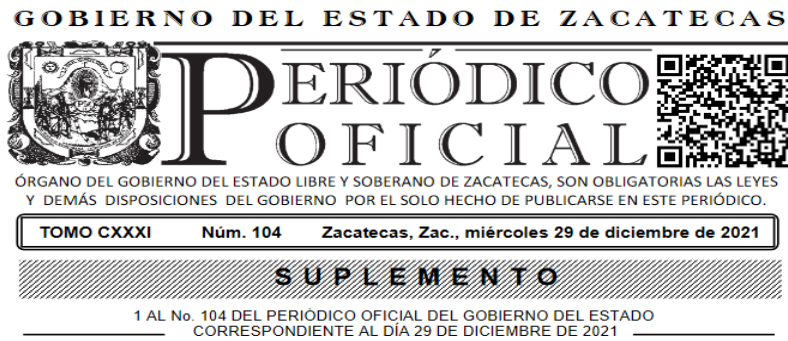 GOBIERNO DEL ESTADO DE ZACATECAS
PERIÓDICO
OFICIAL
ÓRGANO DEL GOBIERNO DEL ESTADO LIBRE Y SOBERANO DE ZACATECAS, SON OBLIGATORIAS LAS LEYES
Y DEMÁS DISPOSICIONES DEL GOBIERNO POR EL SOLO HECHO DE PUBLICARSE EN ESTE PERIÓDICO.
TOMO CXXXI Núm. 104 Zacatecas, Zac., miércoles 29 de diciembre de 2021
SUPLEMENTO
1 AL No. 104 DEL PERIÓDICO OFICIAL DEL GOBIERNO DEL ESTADO
CORRESPONDIENTE AL DÍA 29 DE DICIEMBRE DE 2021